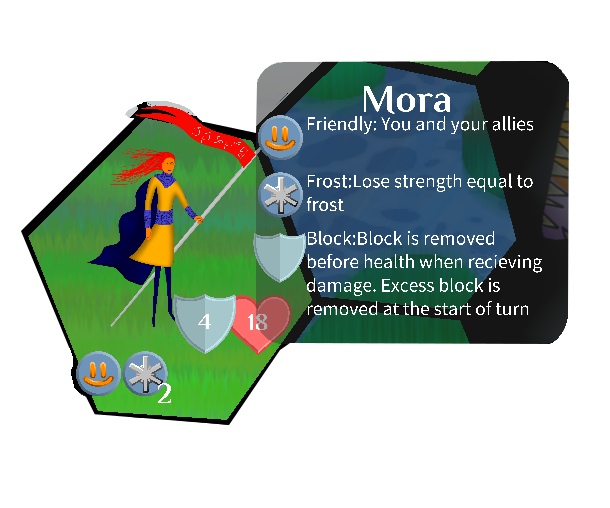 Mora
Friendly: You and your allies
Frost:Lose strength equal to
frost
Block:Block is removed
before health when recieving
damage. Excess block is
removed at the start of turn
4
18
2